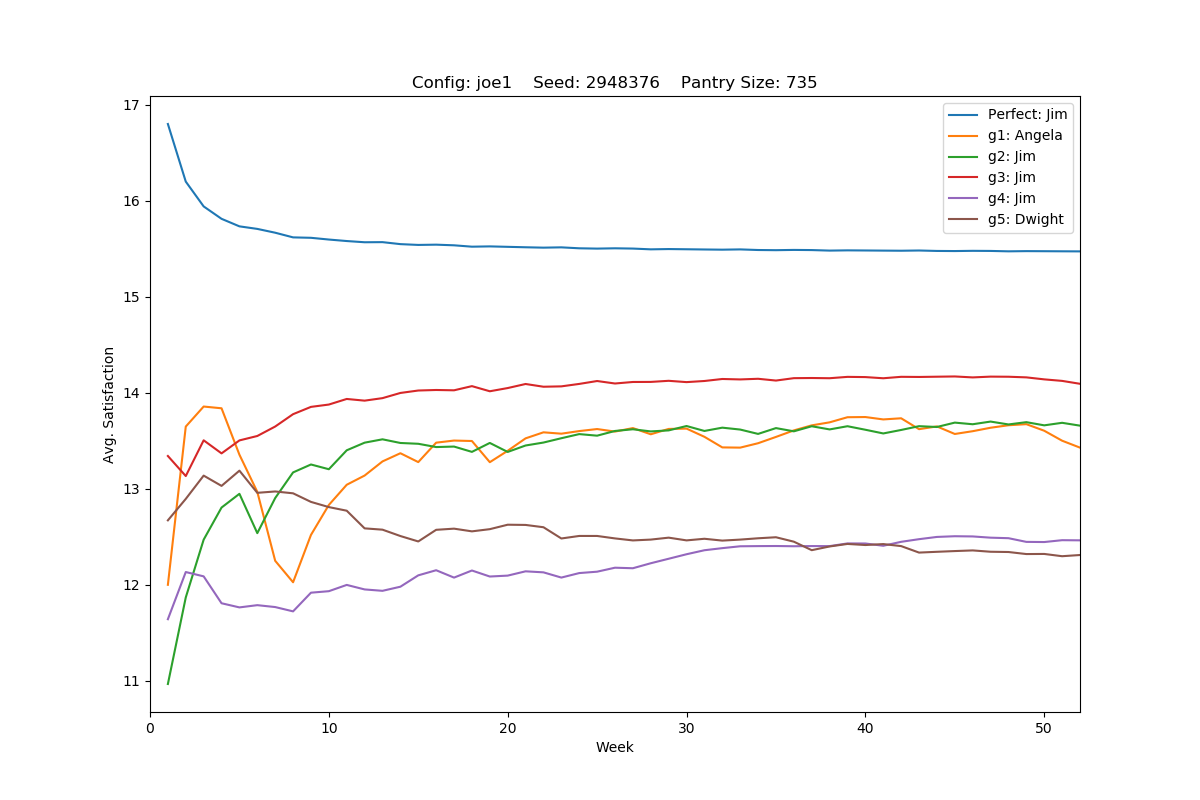 Config: joe1    Seed: 2948376    Pantry Size: 735
17
16
15
14
13
12
11
Avg. Satisfaction
Perfect: Jim
g1: Angela
g2: Jim
g3: Jim
g4: Jim
g5: Dwight
0 10 20 30 40 50
Week